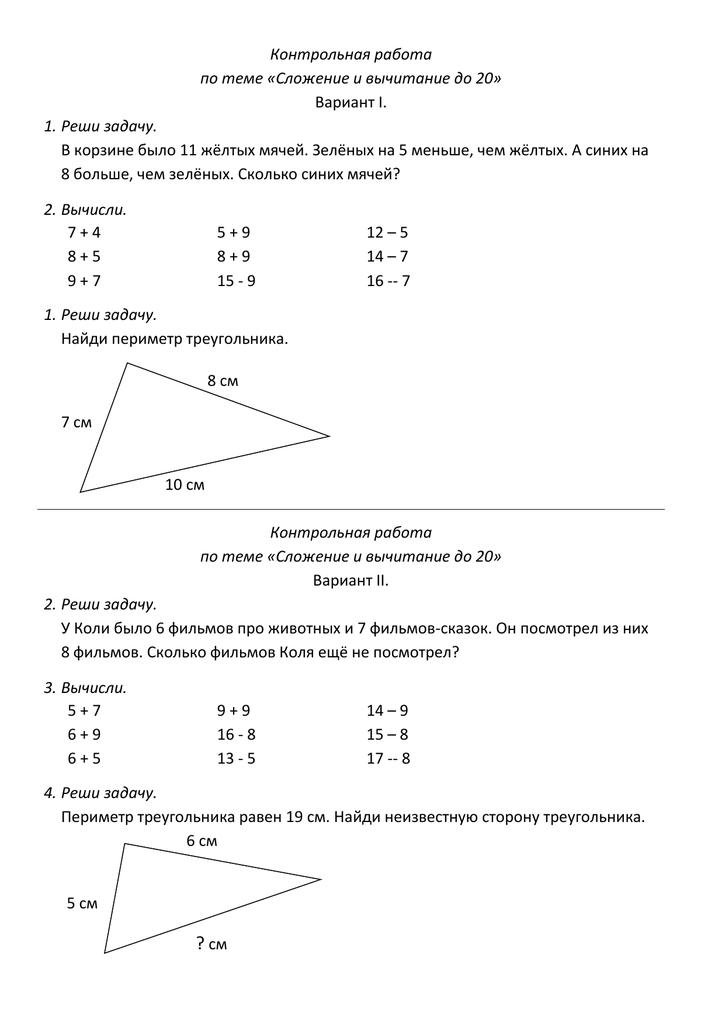 Контрольная работа
по теме «Сложение и вычитание до 20»
Вариант I.
1. Реши задачу.
В корзине было 11 жёлтых мячей. Зелёных на 5 меньше, чем жёлтых. А синих на
8 больше, чем зелёных. Сколько синих мячей?
2. Вычисли.
7 + 4 5 + 9 12 – 5
8 + 5 8 + 9 14 – 7
9 + 7 15 - 9 16 -- 7
1. Реши задачу.
Найди периметр треугольника.
8 см
7 см
10 см
Контрольная работа
по теме «Сложение и вычитание до 20»
Вариант II.
2. Реши задачу.
У Коли было 6 фильмов про животных и 7 фильмов-сказок. Он посмотрел из них
8 фильмов. Сколько фильмов Коля ещё не посмотрел?
3. Вычисли.
5 + 7 9 + 9 14 – 9
6 + 9 16 - 8 15 – 8
6 + 5 13 - 5 17 -- 8
4. Реши задачу.
Периметр треугольника равен 19 см. Найди неизвестную сторону треугольника.
6 см
5 см
? см